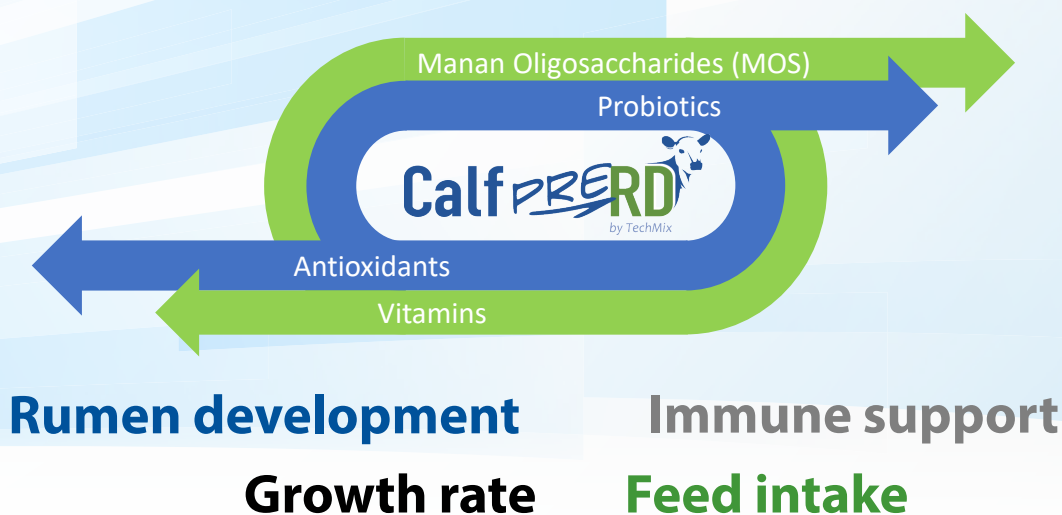 Manan Oligosaccharides (MOS)
Probiotics
Calf PRERD
by TechMix
Antioxidants
Vitamins
Rumen development
Immune support
Growth rate
Feed intake